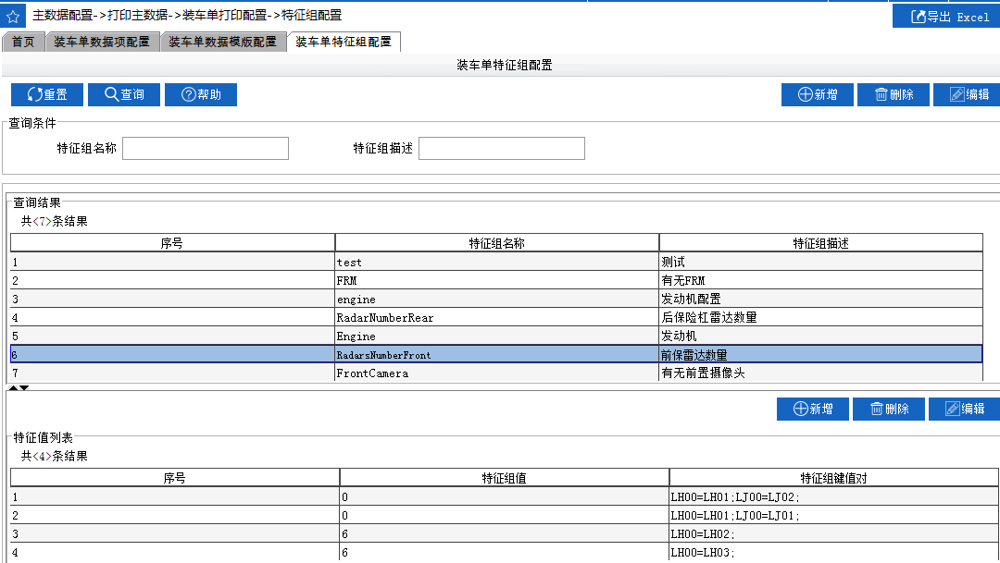 主数据配置->打印主数据->装车单打印配置->特征组配置
导出 Excel
首页 装车单数据项配置 装车单数据模版配置 装车单特征组配置
装车单特征组配置
重置 查询 帮助 新增 删除 编辑
查询条件
特征组名称 特征组描述
查询结果
共<7>条结果
序号 特征组名称 特征组描述
1 test 测试
2 FRM 有无FRM
3 engine 发动机配置
4 RadarNumberRear 后保险杠雷达数量
5 Engine 发动机
6 RadarsNumberFront 前保雷达数量
7 FrontCamera 有无前置摄像头
新增 删除 编辑
特征值列表
共<4>条结果
序号 特征组值 特征组键值对
1 0 LH00=LH01;LJ00=LJ02;
2 0 LH00=LH01;LJ00=LJ01;
3 6 LH00=LH02;
4 6 LH00=LH03;